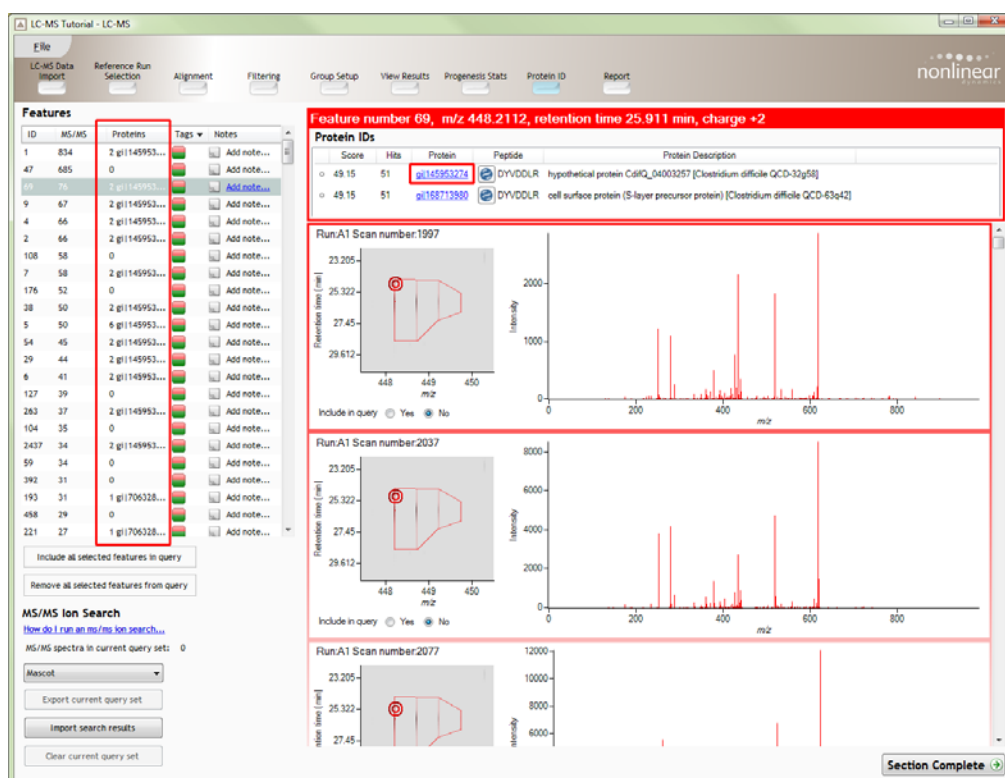 LC-MS Tutorial - LC-MS
File
LC-MS Data Import
Reference Run Selection
Alignment
Filtering
Group Setup
View Results
Progenesis Stats
Protein ID
Report
nonlinear
dynamics
Features
ID MS/MS Proteins Tags Notes
1 834 2 gi|145953... Add note...
47 685 0 Add note...
69 76 2 gi|145953... Add note...
9 67 2 gi|145953... Add note...
4 66 2 gi|145953... Add note...
2 66 2 gi|145953... Add note...
108 58 0 Add note...
7 58 2 gi|145953... Add note...
176 52 0 Add note...
38 50 2 gi|145953... Add note...
5 50 6 gi|145953... Add note...
54 45 2 gi|145953... Add note...
29 44 2 gi|145953... Add note...
6 41 2 gi|145953... Add note...
127 39 0 Add note...
263 37 2 gi|145953... Add note...
104 35 0 Add note...
2437 34 2 gi|145953... Add note...
59 34 0 Add note...
392 31 0 Add note...
193 31 1 gi|706328... Add note...
458 29 0 Add note...
221 27 1 gi|706328... Add note...
Include all selected features in query
Remove all selected features from query
MS/MS Ion Search
How do I run an ms/ms ion search...
MS/MS spectra in current query set: 0
Mascot
Export current query set
Import search results
Clear current query set
Feature number 69, m/z 448.2112, retention time 25.911 min, charge +2
Protein IDs
Score Hits Protein Peptide Protein Description
49.15 51 gi|145953274 DYVDDLR hypothetical protein CdifQ_04003257 [Clostridium difficile QCD-32g58]
49.15 51 gi|168713980 DYVDDLR cell surface protein (S-layer precursor protein) [Clostridium difficile QCD-63q42]
Run:A1 Scan number:1997
Retention time (min)
23.205
25.322
27.45
29.612
448 449 450
m/z
Include in query Yes No
Intensity
2000
1000
0
0 200 400 600 800
m/z
Run:A1 Scan number:2037
Retention time (min)
23.205
25.322
27.45
29.612
448 449 450
m/z
Include in query Yes No
Intensity
8000
6000
4000
2000
0
0 200 400 600 800
m/z
Run:A1 Scan number:2077
23.205
25.322
27.45
12000
10000
8000
6000
Intensity
Section Complete